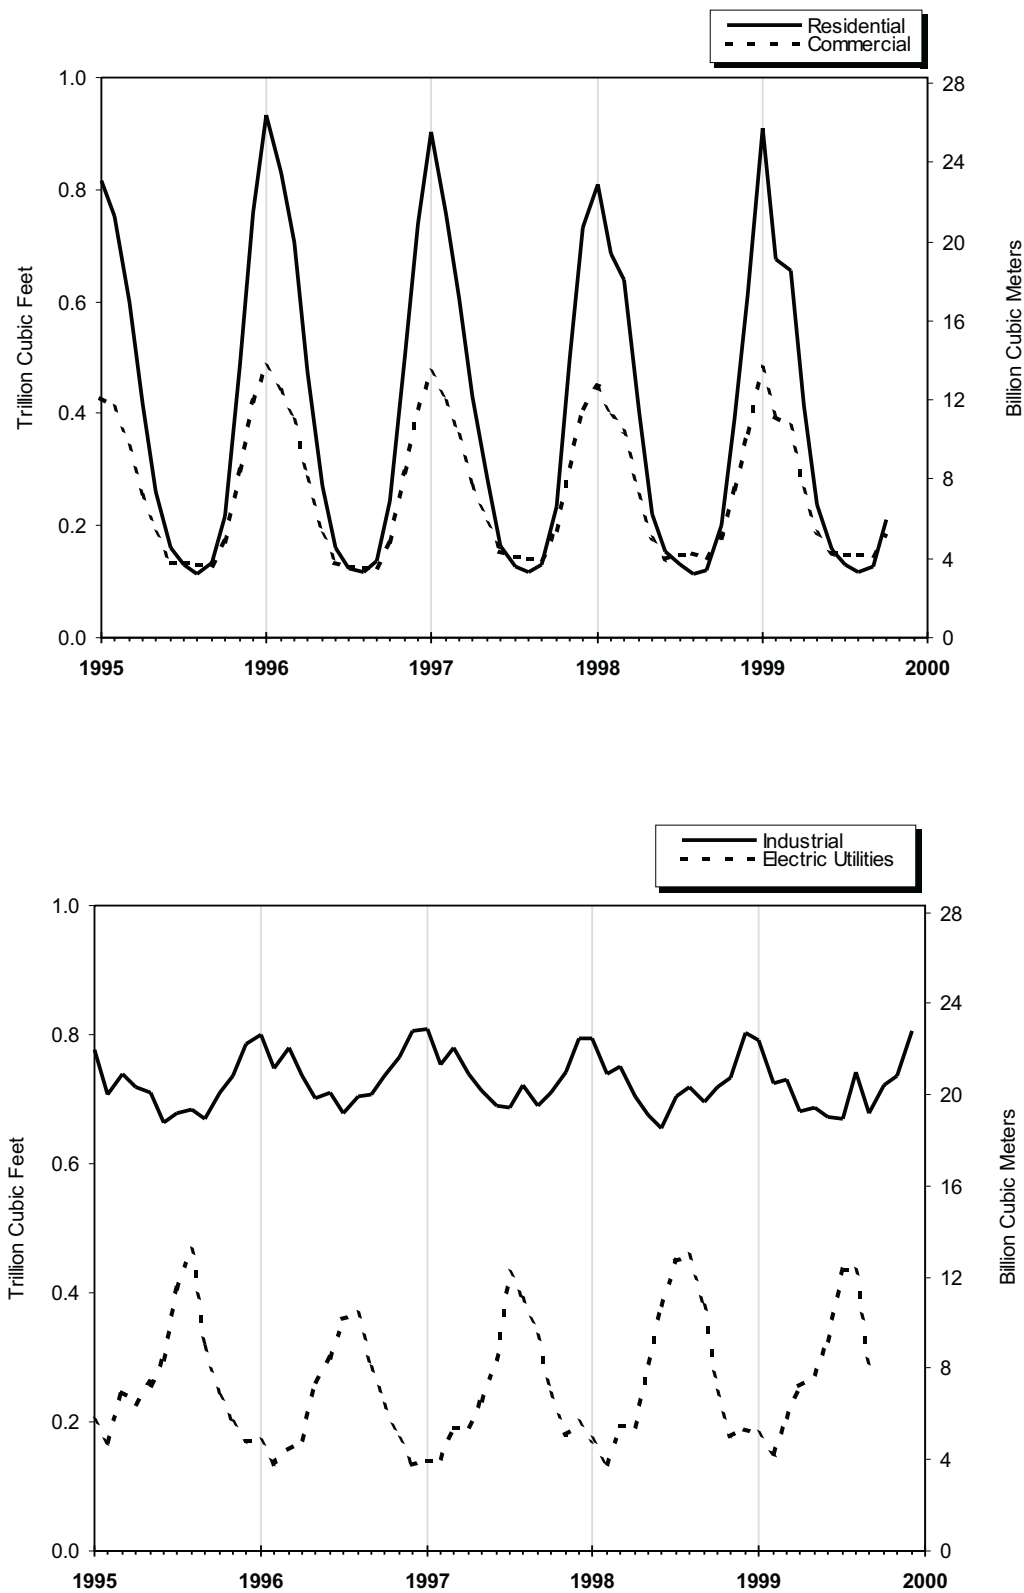 Residential
Commercial
1.0
0.8
0.6
0.4
0.2
0.0
Trillion Cubic Feet
28
24
20
16
12
8
4
0
Billion Cubic Meters
1995 1996 1997 1998 1999 2000
Industrial
Electric Utilities
1.0
0.8
0.6
0.4
0.2
0.0
Trillion Cubic Feet
28
24
20
16
12
8
4
0
Billion Cubic Meters
1995 1996 1997 1998 1999 2000